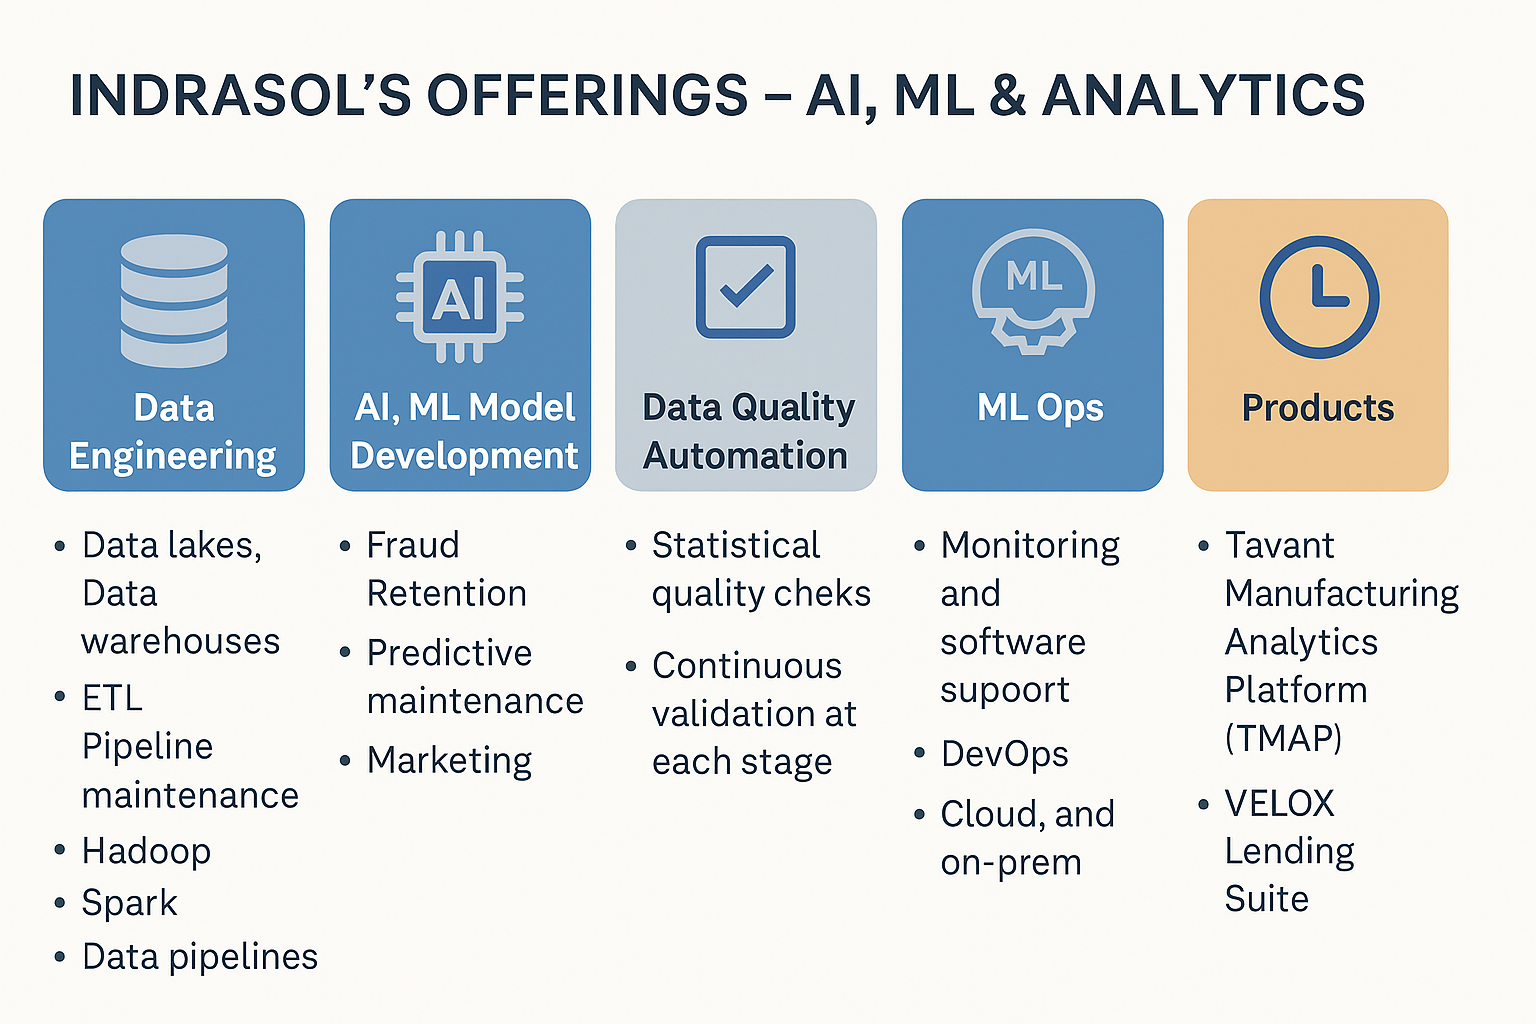 INDRASOL’S OFFERINGS – AI, ML & ANALYTICS
Data
Engineering
• Data lakes,
Data
warehouses
• ETL
Pipeline
maintenance
• Hadoop
• Spark
• Data pipelines
AI
AI, ML Model
Development
• Fraud
Retention
• Predictive
maintenance
• Marketing
Data Quality
Automation
• Statistical
quality cheks
• Continuous
validation at
each stage
ML
ML Ops
• Monitoring
and
software
supoort
• DevOps
• Cloud, and
on-prem
Products
• Tavant
Manufacturing
Analytics
Platform
(TMAP)
• VELOX
Lending
Suite